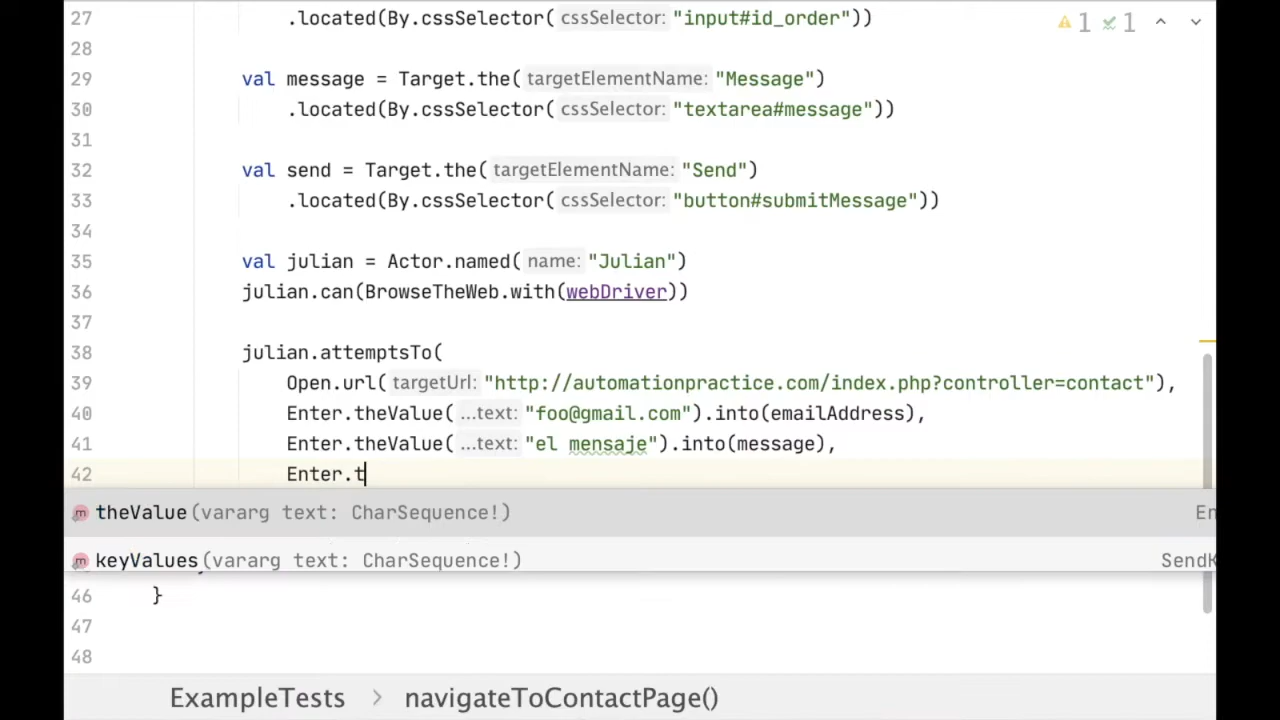 27 .located(By.cssSelector( cssSelector: "input#id_order"))
1 1
28
29 val message = Target.the( targetElementName: "Message")
30 .located(By.cssSelector( cssSelector: "textarea#message"))
31
32 val send = Target.the( targetElementName: "Send")
33 .located(By.cssSelector( cssSelector: "button#submitMessage"))
34
35 val julian = Actor.named( name: "Julian")
36 julian.can(BrowseTheWeb.with(webDriver))
37
38 julian.attemptsTo(
39 Open.url( targetUrl: "http://automationpractice.com/index.php?controller=contact"),
40 Enter.theValue( ...text: "foo@gmail.com").into(emailAddress),
41 Enter.theValue( ...text: "el mensaje").into(message),
42 Enter.t
m theValue(vararg text: CharSequence!) En
m keyValues(vararg text: CharSequence!) SendK
46 }
47
48
ExampleTests > navigateToContactPage()